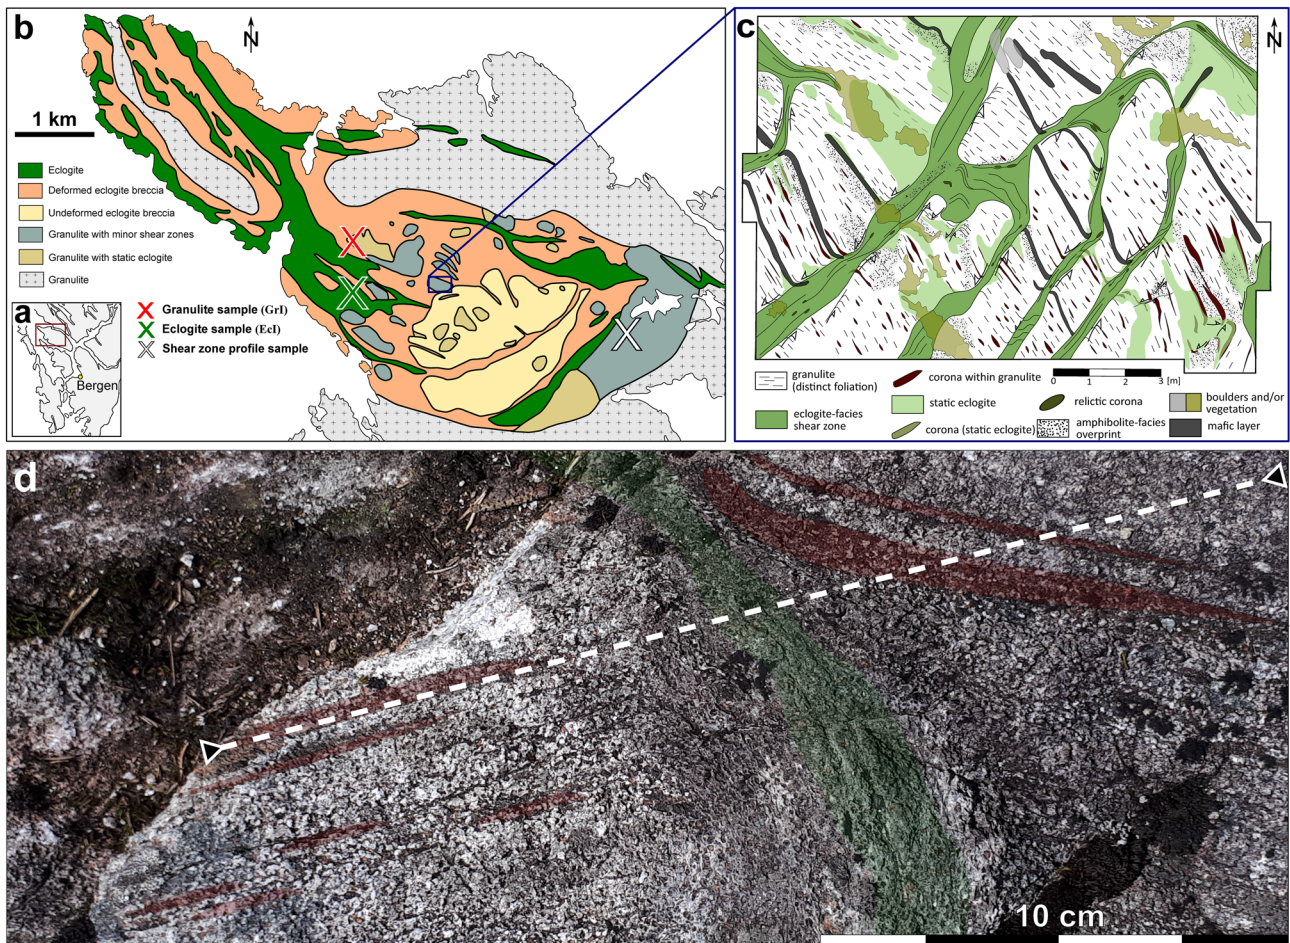 b
N
1 km
Eclogite
Deformed eclogite breccia
Undeformed eclogite breccia
Granulite with minor shear zones
Granulite with static eclogite
Granulite
a
Bergen
X Granulite sample (GrI)
X Eclogite sample (EcI)
X Shear zone profile sample
X
X
X
c
N
granulite
(distinct foliation)
eclogite-facies
shear zone
corona within granulite
static eclogite
corona (static eclogite)
0 1 2 3 [m]
relictic corona
amphibolite-facies
overprint
boulders and/or
vegetation
mafic layer
d
10 cm